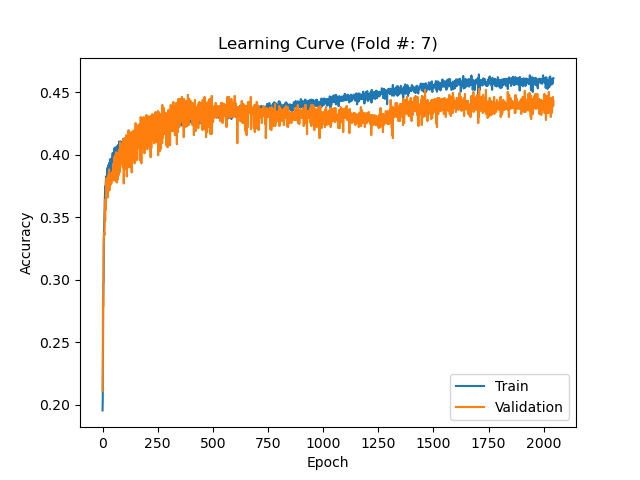 Learning Curve (Fold #: 7)
0.45
0.40
0.35
0.30
0.25
0.20
Accuracy
0 250 500 750 1000 1250 1500 1750 2000
Epoch
Train
Validation